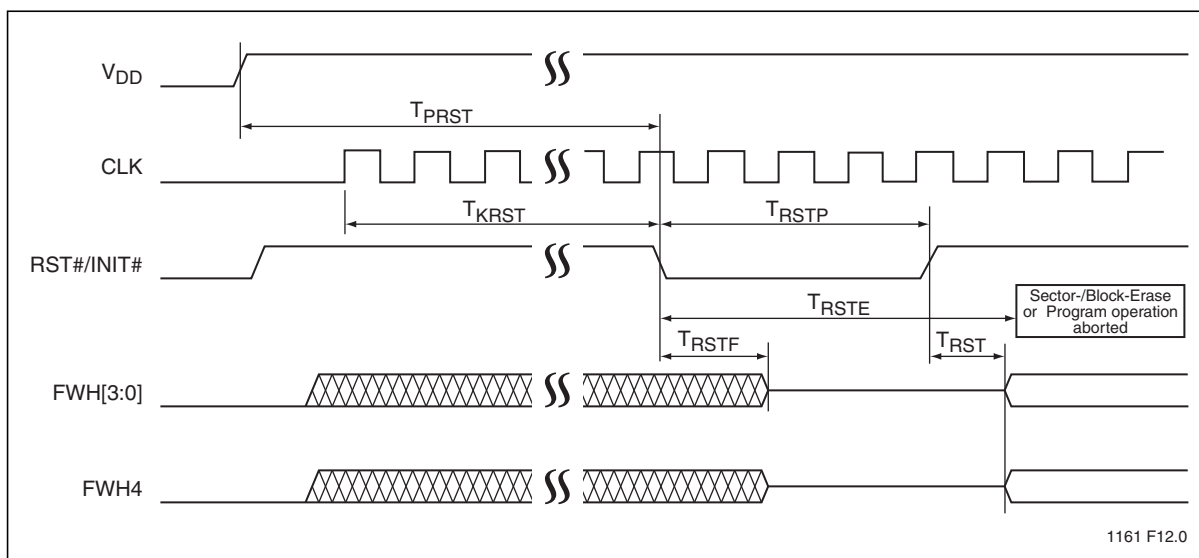 VDD
TPRST
CLK
TKRST
TRSTP
RST#/INIT#
Sector-/Block-Erase
or Program operation
aborted
TRSTE
TRSTF
TRST
FWH[3:0]
FWH4
1161 F12.0